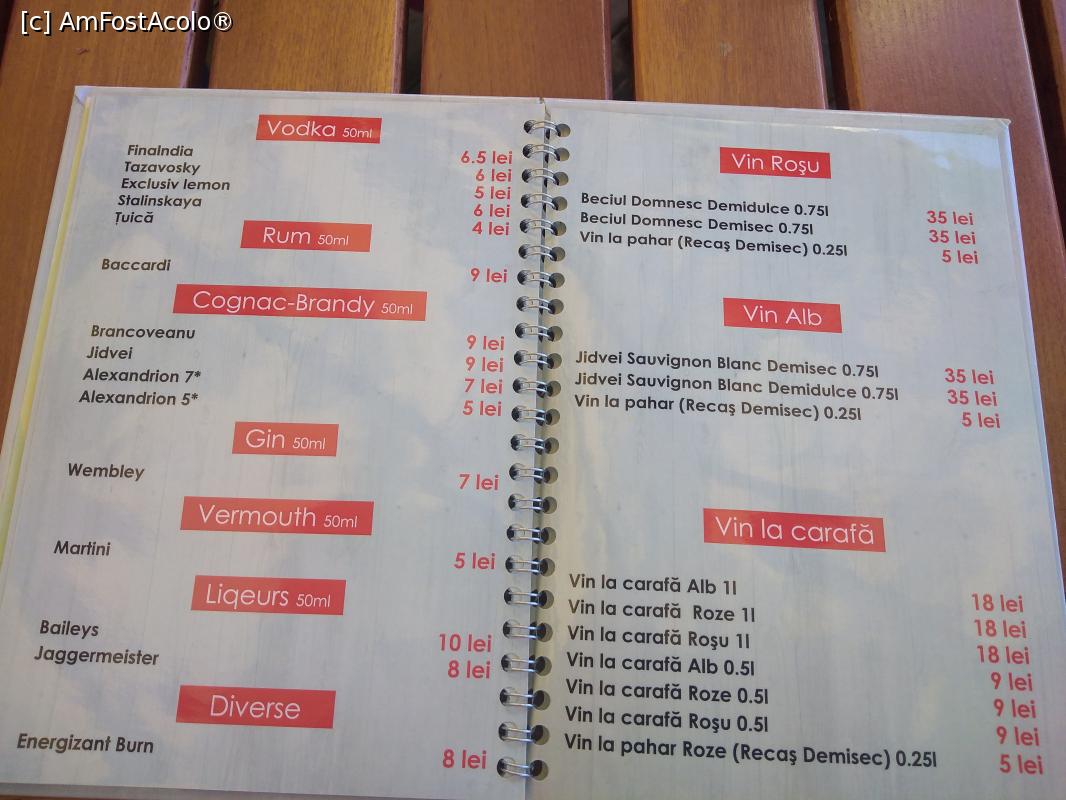 [c] AmFostAcolo®
Vodka 50ml
Finalndia 6.5 lei
Tazavosky 6 lei
Exclusiv lemon 5 lei
Stalinskaya 6 lei
Țuică 4 lei
Rum 50ml
Baccardi 9 lei
Cognac-Brandy 50ml
Brancoveanu 9 lei
Jidvei 9 lei
Alexandrion 7* 7 lei
Alexandrion 5* 5 lei
Gin 50ml
Wembley 7 lei
Vermouth 50ml
Martini 5 lei
Liqeurs 50ml
Baileys 10 lei
Jaggermeister 8 lei
Diverse
Energizant Burn 8 lei
Vin Roşu
Beciul Domnesc Demidulce 0.75l 35 lei
Beciul Domnesc Demisec 0.75l 35 lei
Vin la pahar (Recaş Demisec) 0.25l 5 lei
Vin Alb
Jidvei Sauvignon Blanc Demisec 0.75l 35 lei
Jidvei Sauvignon Blanc Demidulce 0.75l 35 lei
Vin la pahar (Recaş Demisec) 0.25l 5 lei
Vin la carafă
Vin la carafă Alb 1l 18 lei
Vin la carafă Roze 1l 18 lei
Vin la carafă Roşu 1l 18 lei
Vin la carafă Alb 0.5l 9 lei
Vin la carafă Roze 0.5l 9 lei
Vin la carafă Roşu 0.5l 9 lei
Vin la pahar Roze (Recaş Demisec) 0.25l 5 lei